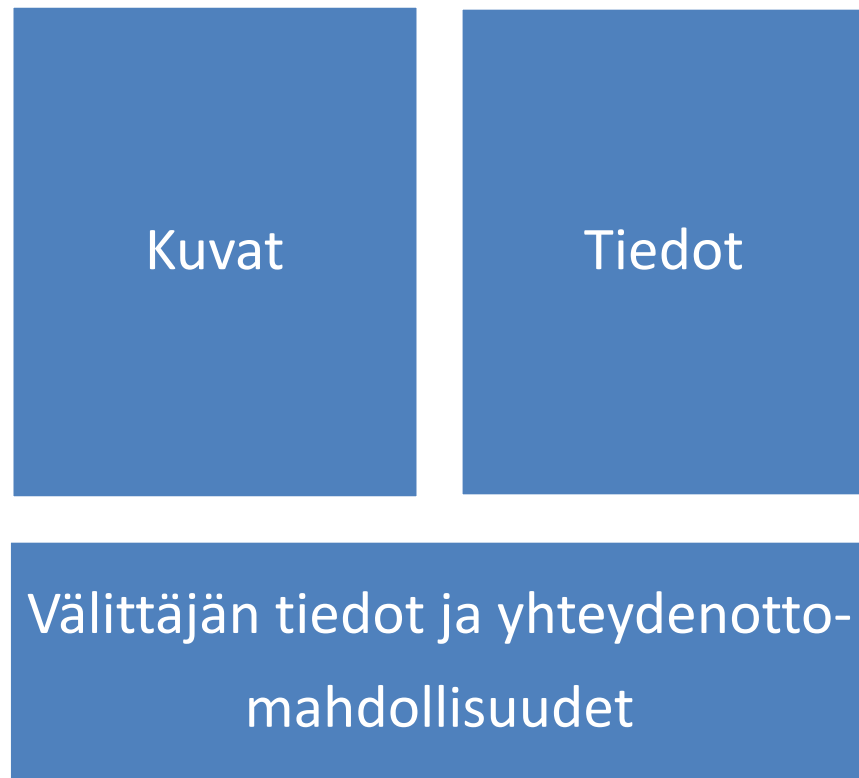 Kuvat
Tiedot
Välittäjän tiedot ja yhteydenotto-
mahdollisuudet